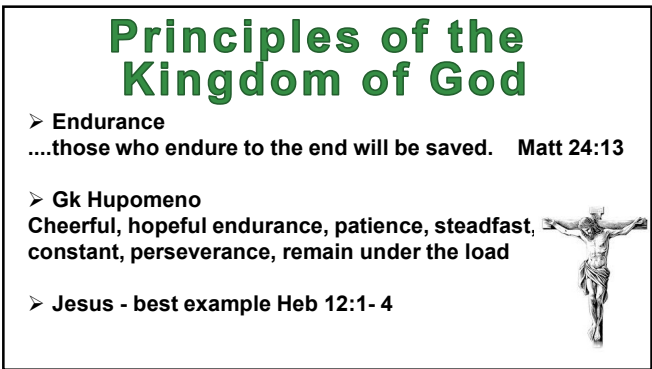 Principles of the
Kingdom of God
➢ Endurance
....those who endure to the end will be saved. Matt 24:13
➢ Gk Hupomeno
Cheerful, hopeful endurance, patience, steadfast,
constant, perseverance, remain under the load
➢ Jesus - best example Heb 12:1- 4